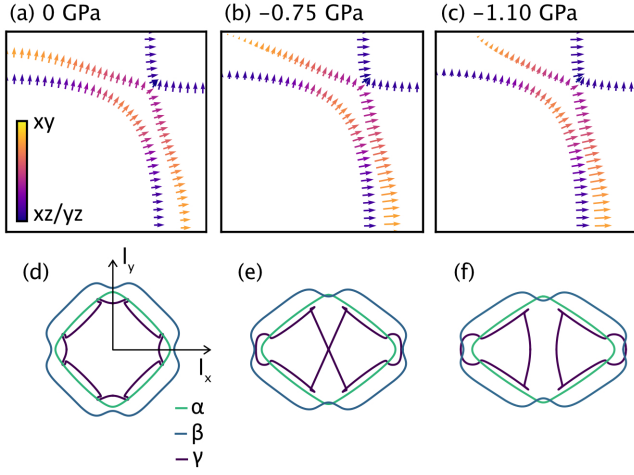 (a) 0 GPa
(b) −0.75 GPa
(c) −1.10 GPa
xy
xz/yz
(d)
l_y
l_x
(e)
(f)
α
β
γ